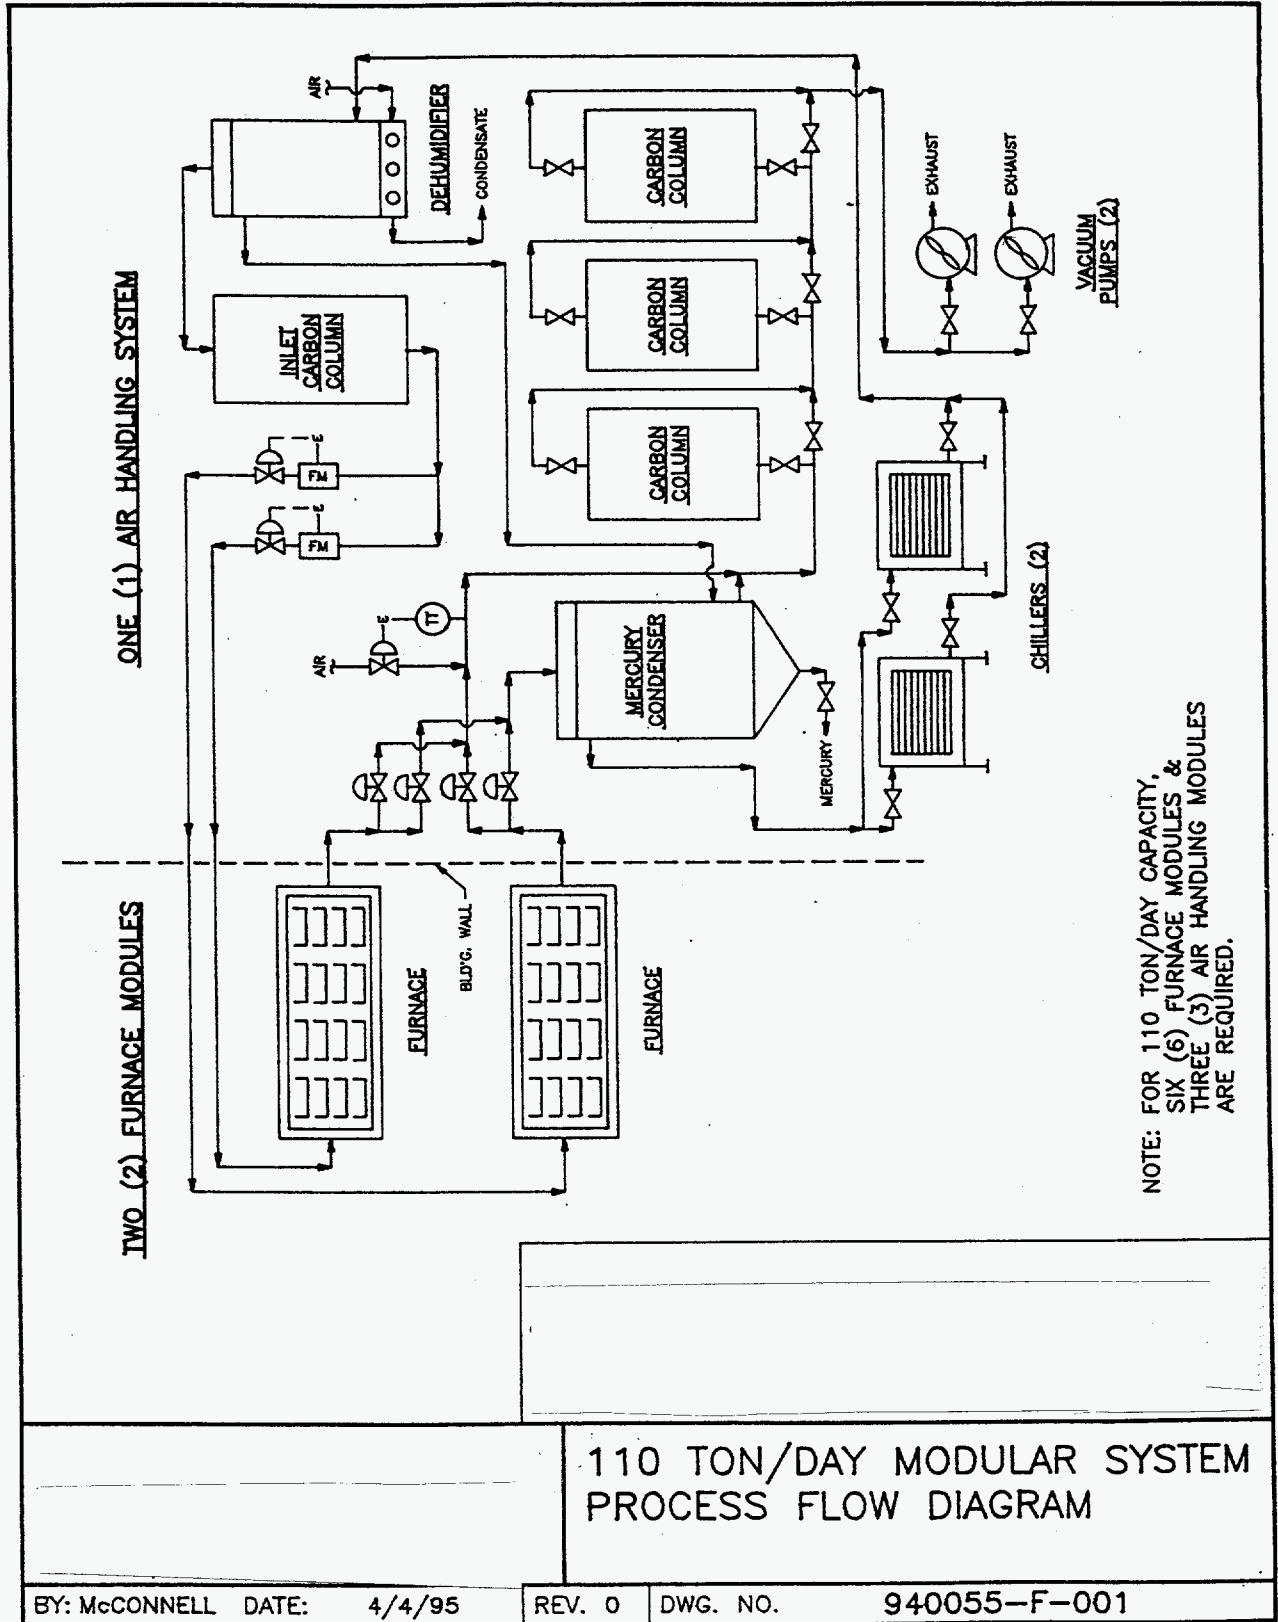 ONE (1) AIR HANDLING SYSTEM
TWO (2) FURNACE MODULES
AIR
DEHUMIDIFIER
CONDENSATE
INLET
CARBON
COLUMN
E
FM
E
FM
CARBON
COLUMN
CARBON
COLUMN
CARBON
COLUMN
EXHAUST
EXHAUST
VACUUM
PUMPS (2)
AIR
E
TT
MERCURY
CONDENSER
MERCURY
CHILLERS (2)
BLD'G. WALL
FURNACE
FURNACE
NOTE: FOR 110 TON/DAY CAPACITY,
SIX (6) FURNACE MODULES &
THREE (3) AIR HANDLING MODULES
ARE REQUIRED.
110 TON/DAY MODULAR SYSTEM
PROCESS FLOW DIAGRAM
BY: McCONNELL DATE: 4/4/95
REV. 0
DWG. NO. 940055-F-001